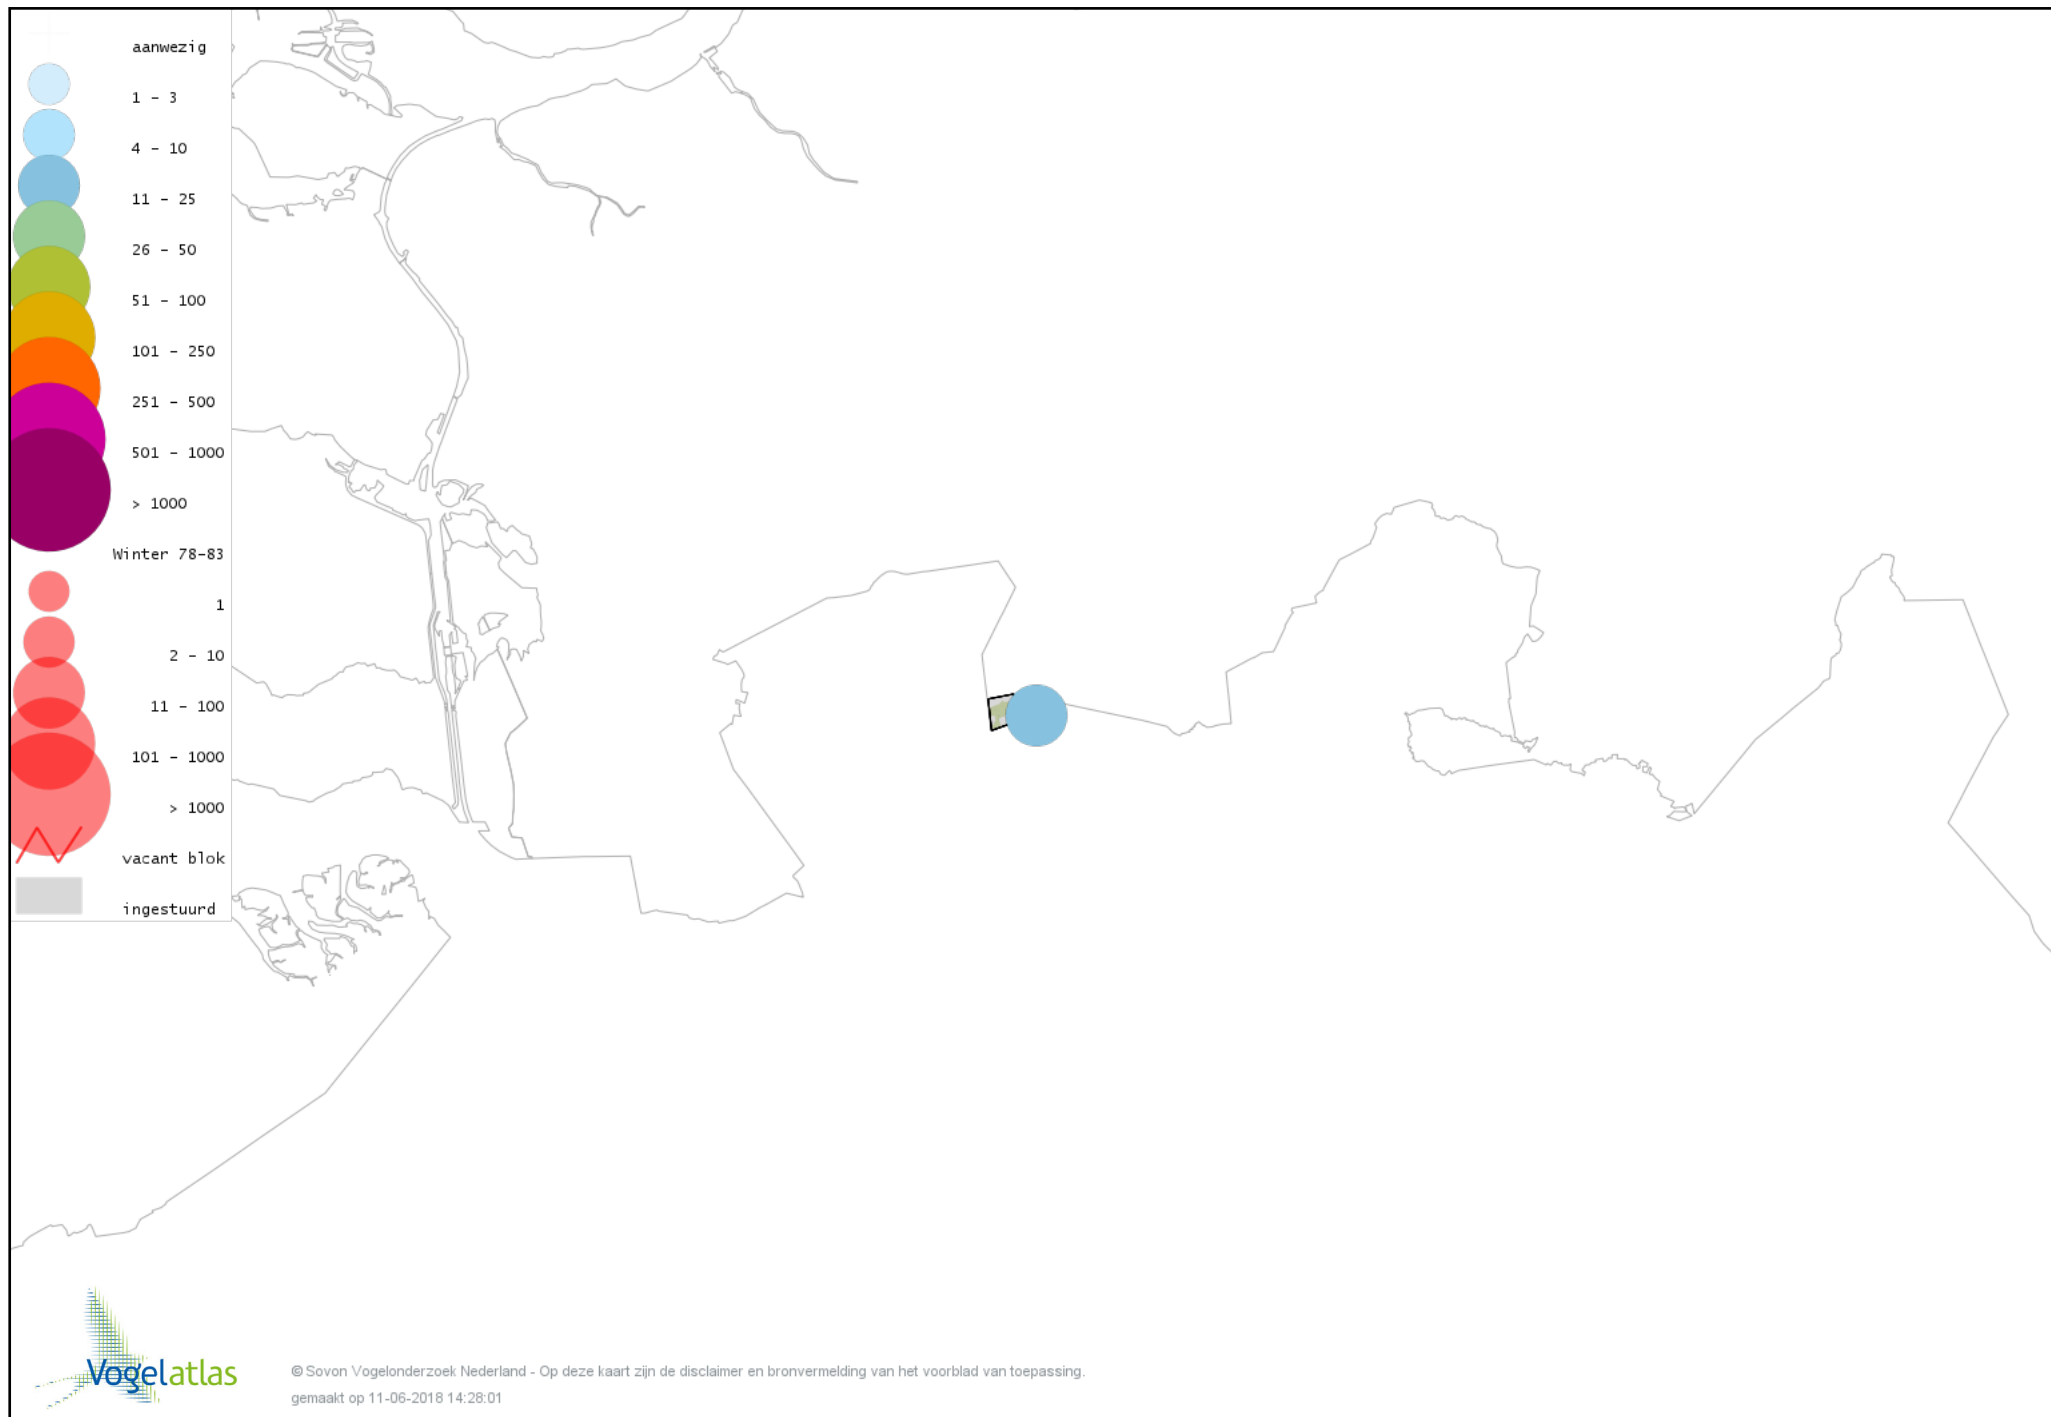 aanwezig
1 - 3
4 - 10
11 - 25
26 - 50
51 - 100
101 - 250
251 - 500
501 - 1000
> 1000
Winter 78-83
1
2 - 10
11 - 100
101 - 1000
> 1000
vacant blok
ingestuurd
Vogelatlas
© Sovon Vogelonderzoek Nederland - Op deze kaart zijn de disclaimer en bronvermelding van het voorblad van toepassing.
gemaakt op 11-06-2018 14:28:01